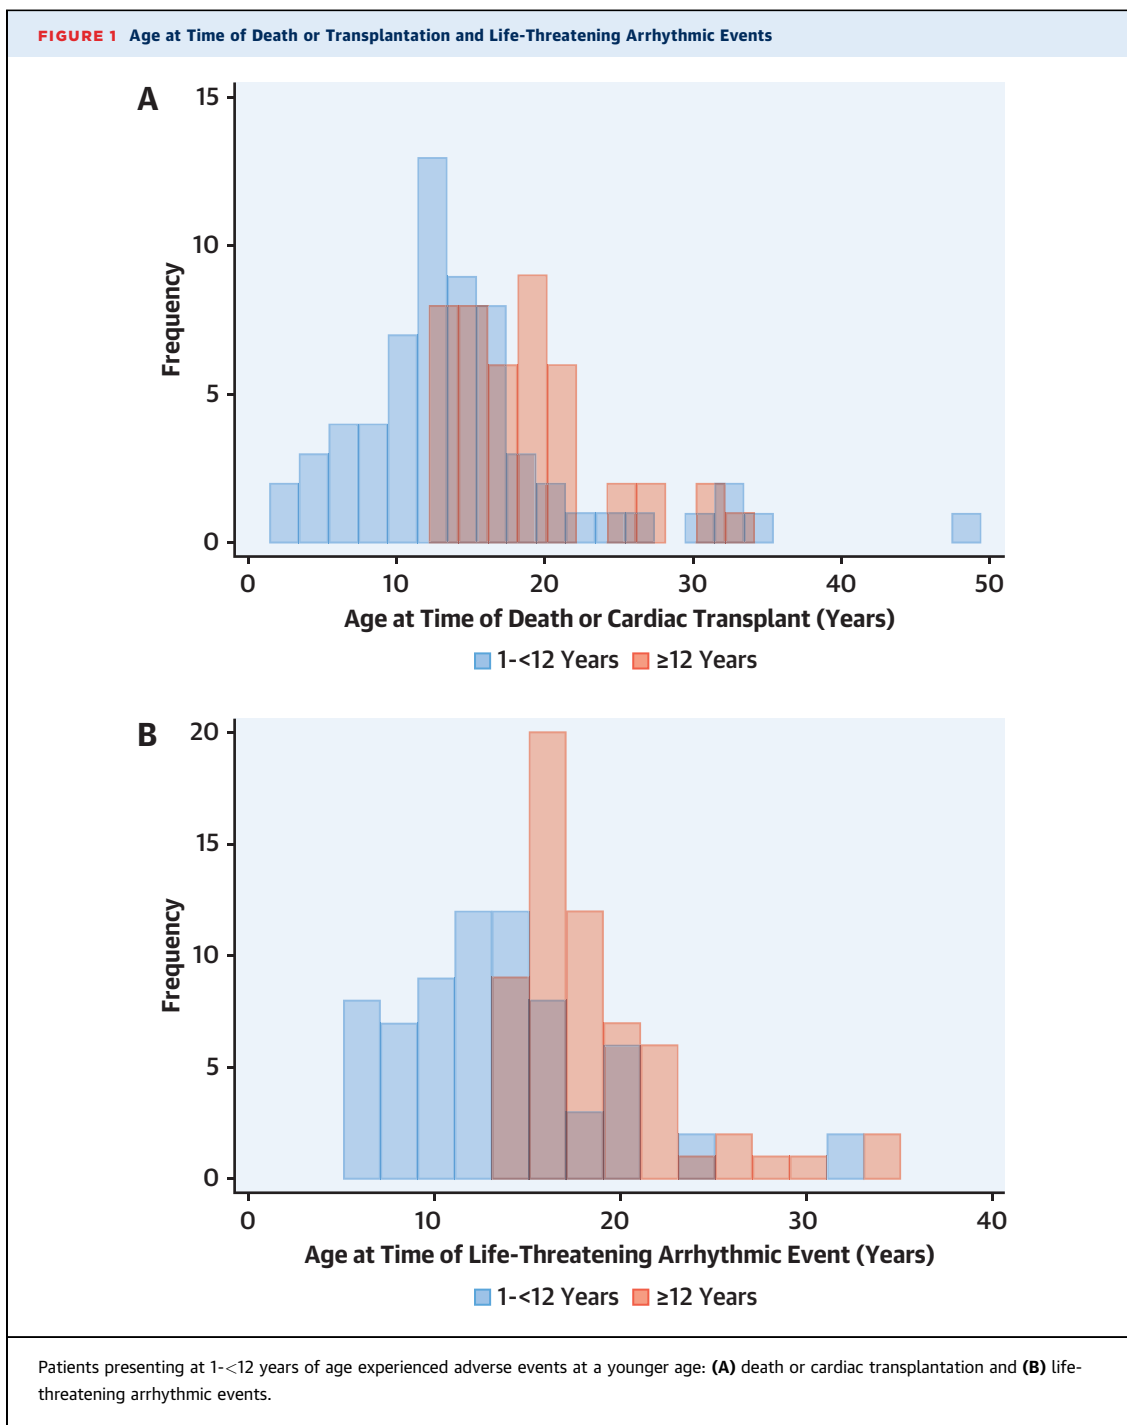 FIGURE 1 Age at Time of Death or Transplantation and Life-Threatening Arrhythmic Events
A
15
10
5
0
Frequency
0 10 20 30 40 50
Age at Time of Death or Cardiac Transplant (Years)
1-<12 Years ≥12 Years
B
20
15
10
5
0
Frequency
0 10 20 30 40
Age at Time of Life-Threatening Arrhythmic Event (Years)
1-<12 Years ≥12 Years
Patients presenting at 1-<12 years of age experienced adverse events at a younger age: (A) death or cardiac transplantation and (B) life-
threatening arrhythmic events.